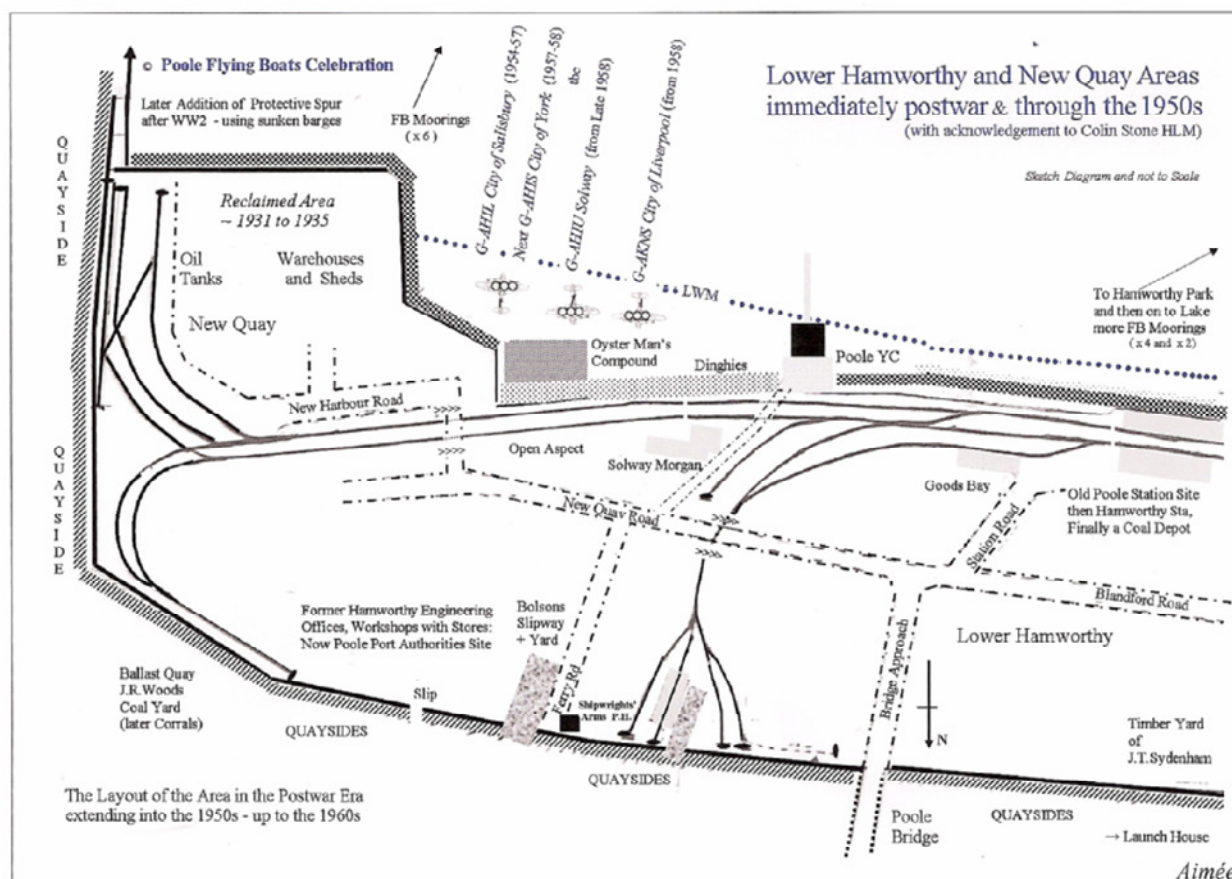 © Poole Flying Boats Celebration
Later Addition of Protective Spur
after WW2 - using sunken barges
FB Moorings
(x 6)
G-AHIL City of Salisbury (1954-57)
Next G-AHIS City of York (1957-58)
the
G-AHIU Solway (from Late 1958)
G-AKNS City of Liverpool (from 1958)
Lower Hamworthy and New Quay Areas
immediately postwar & through the 1950s
(with acknowledgement to Colin Stone HLM)
Sketch Diagram and not to Scale
QUAYSIDE
Reclaimed Area
~ 1931 to 1935
Oil
Tanks
Warehouses
and Sheds
New Quay
LWM
To Hamworthy Park
and then on to Lake
more FB Moorings
(x 4 and x 2)
Oyster Man's
Compound
Dinghies
Poole YC
New Harbour Road
>>>>
>>>>
QUAYSIDE
Open Aspect
Solway Morgan
Goods Bay
Old Poole Station Site
then Hamworthy Sta,
Finally a Coal Depot
New Quay Road
>>>>
>>>>
Station Road
Blandford Road
Former Hamworthy Engineering
Offices, Workshops with Stores:
Now Poole Port Authorities Site
Bolsons
Slipway
+ Yard
Ferry Rd
Lower Hamworthy
Bridge Approach
N
Ballast Quay
J.R.Woods
Coal Yard
(later Corrals)
Slip
QUAYSIDES
Shipwrights'
Arms P.H.
Timber Yard
of
J.T.Sydenham
QUAYSIDES
The Layout of the Area in the Postwar Era
extending into the 1950s - up to the 1960s
Poole
Bridge
QUAYSIDES
→ Launch House
Aimée